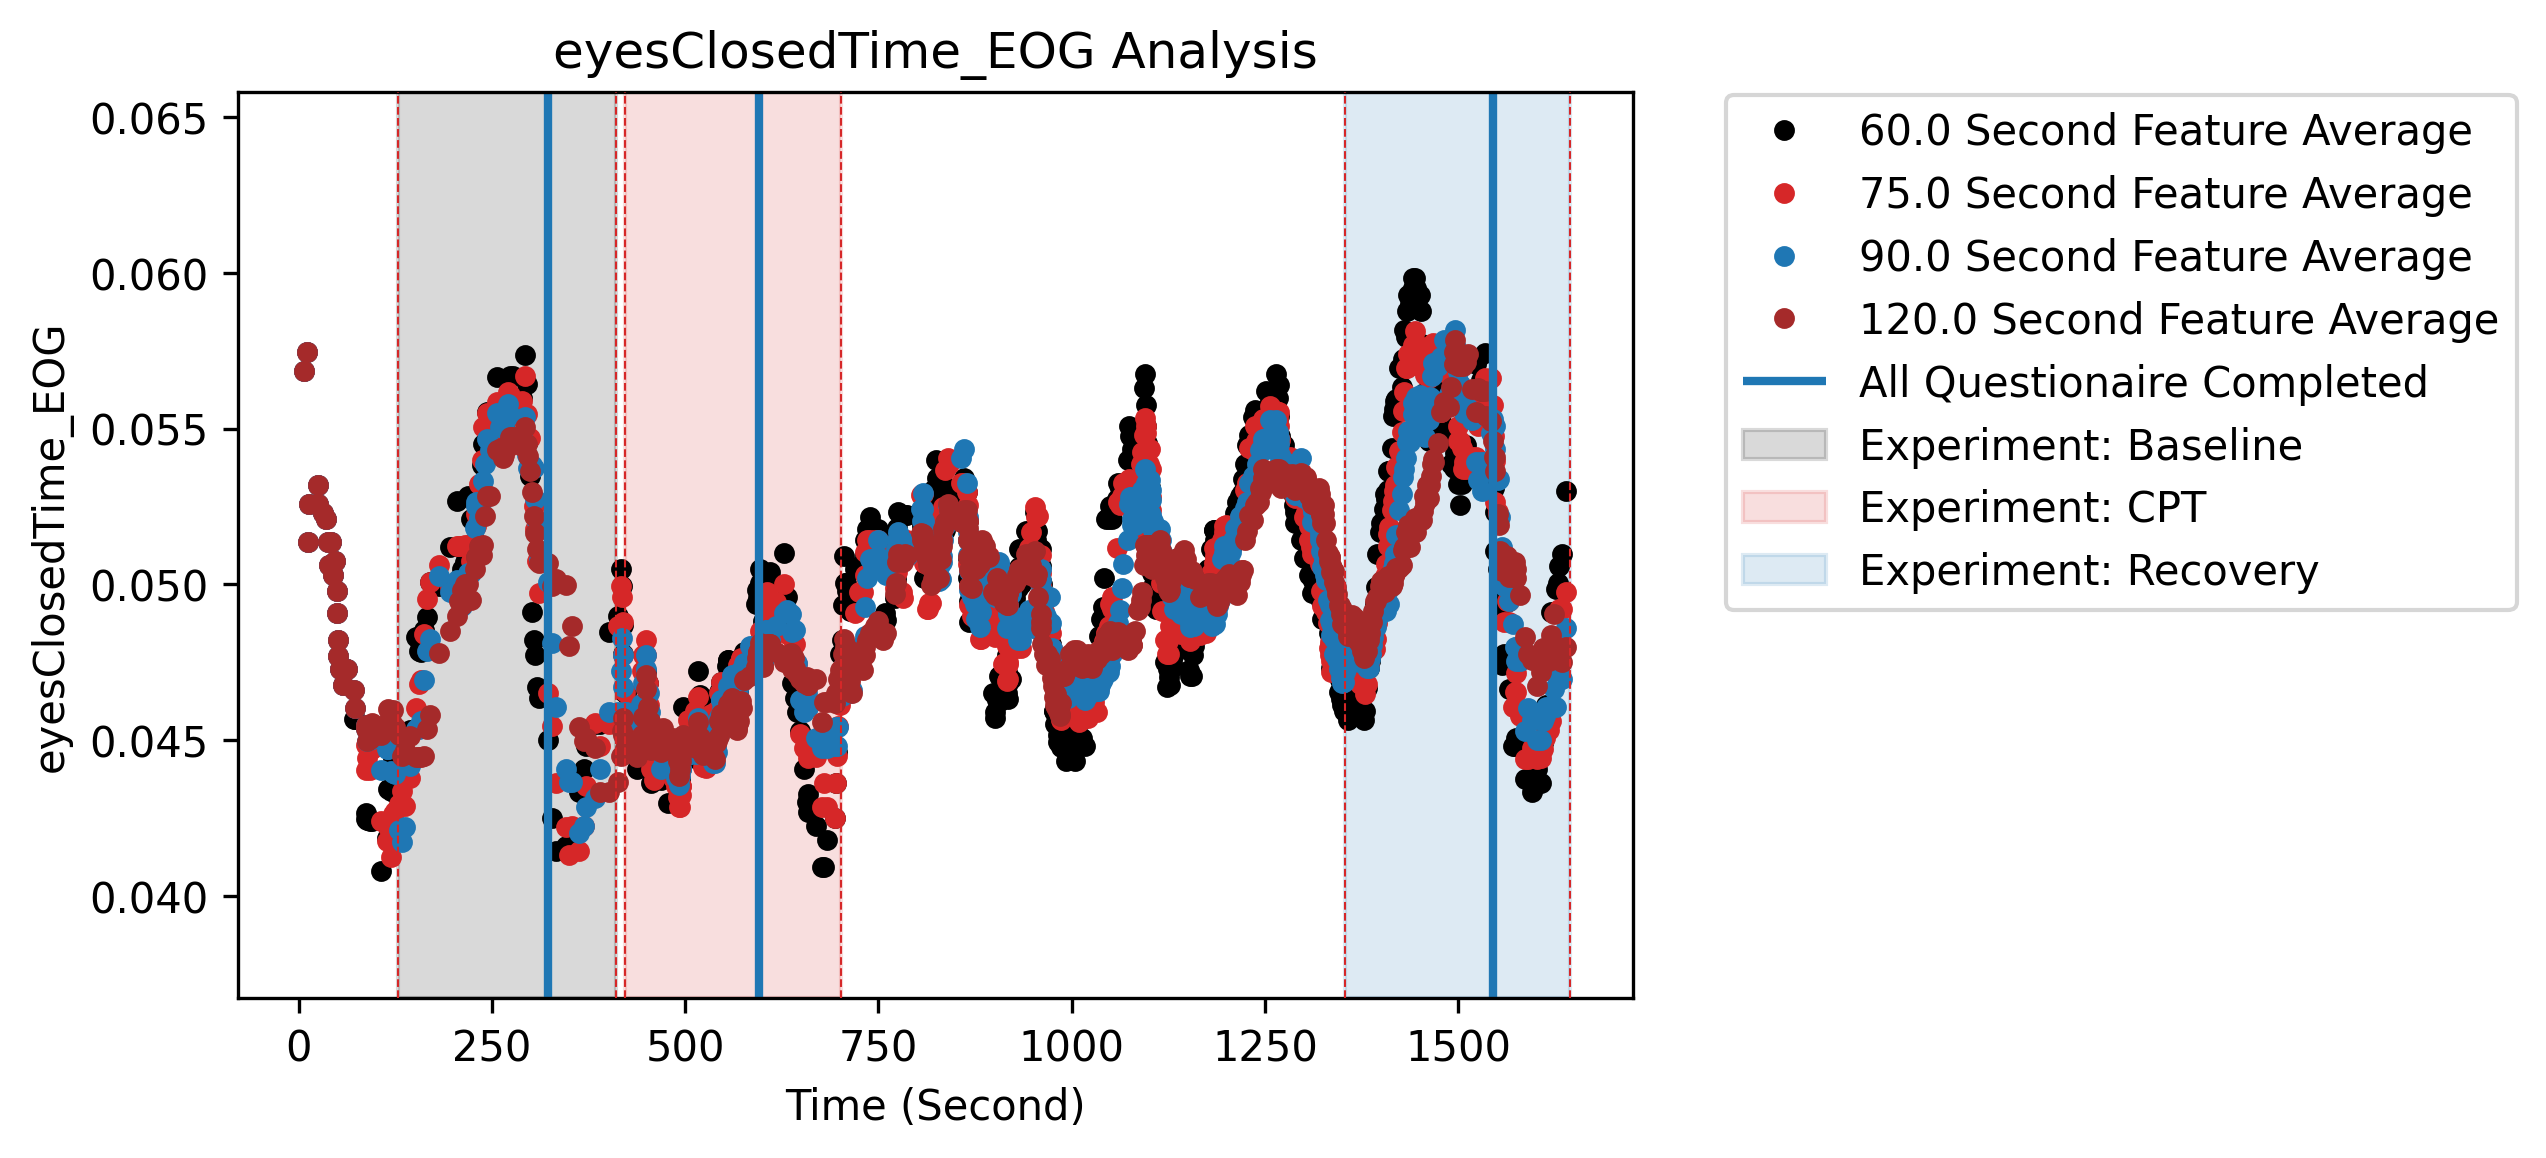 eyesClosedTime_EOG Analysis
eyesClosedTime_EOG
0.065
0.060
0.055
0.050
0.045
0.040
0
250
500
750
1000
1250
1500
Time (Second)
60.0 Second Feature Average
75.0 Second Feature Average
90.0 Second Feature Average
120.0 Second Feature Average
All Questionaire Completed
Experiment: Baseline
Experiment: CPT
Experiment: Recovery